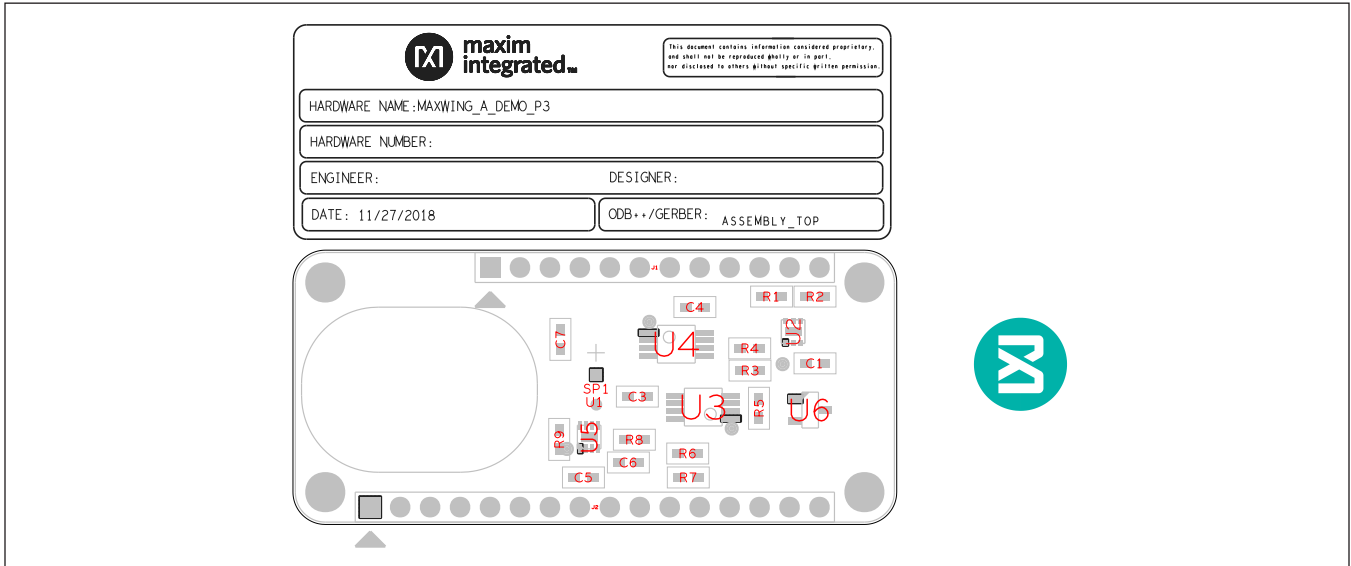 maxim
integrated™
This document contains information considered proprietary,
and shall not be reproduced wholly or in part,
nor disclosed to others without specific written permission.
HARDWARE NAME:MAXWING_A_DEMO_P3
HARDWARE NUMBER:
ENGINEER: DESIGNER:
DATE: 11/27/2018 ODB++/GERBER: ASSEMBLY_TOP
J1
R1 R2
C4
C7
U4
U2
R4
C1
R3
SP1
U1
C3
U3
R5
U6
R9
U5
R8
C6
R6
C5
R7
J2